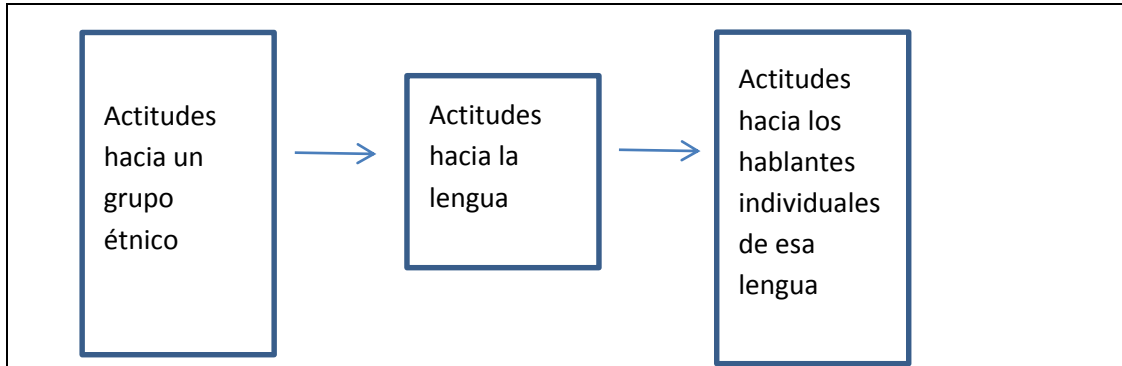 Actitudes
hacia un
grupo
étnico
Actitudes
hacia la
lengua
Actitudes
hacia los
hablantes
individuales
de esa
lengua